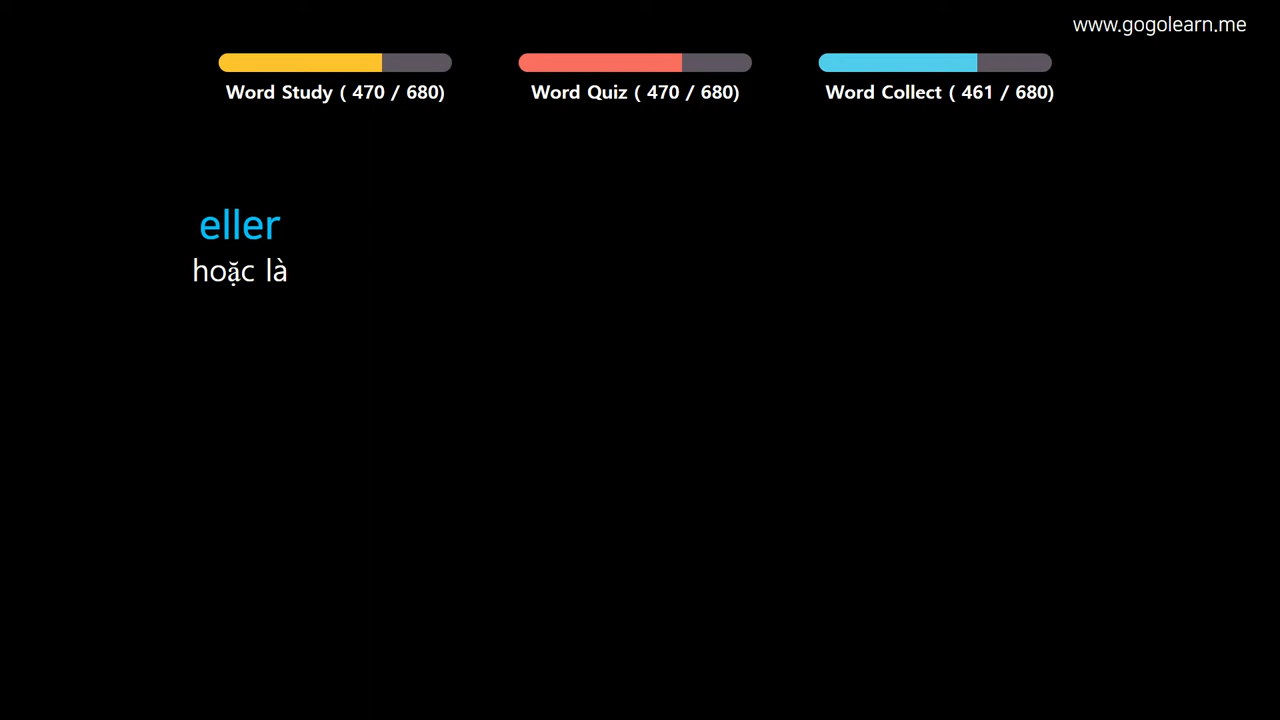 www.gogolearn.me
Word Study ( 470 / 680)
Word Quiz ( 470 / 680)
Word Collect ( 461 / 680)
eller
hoặc là